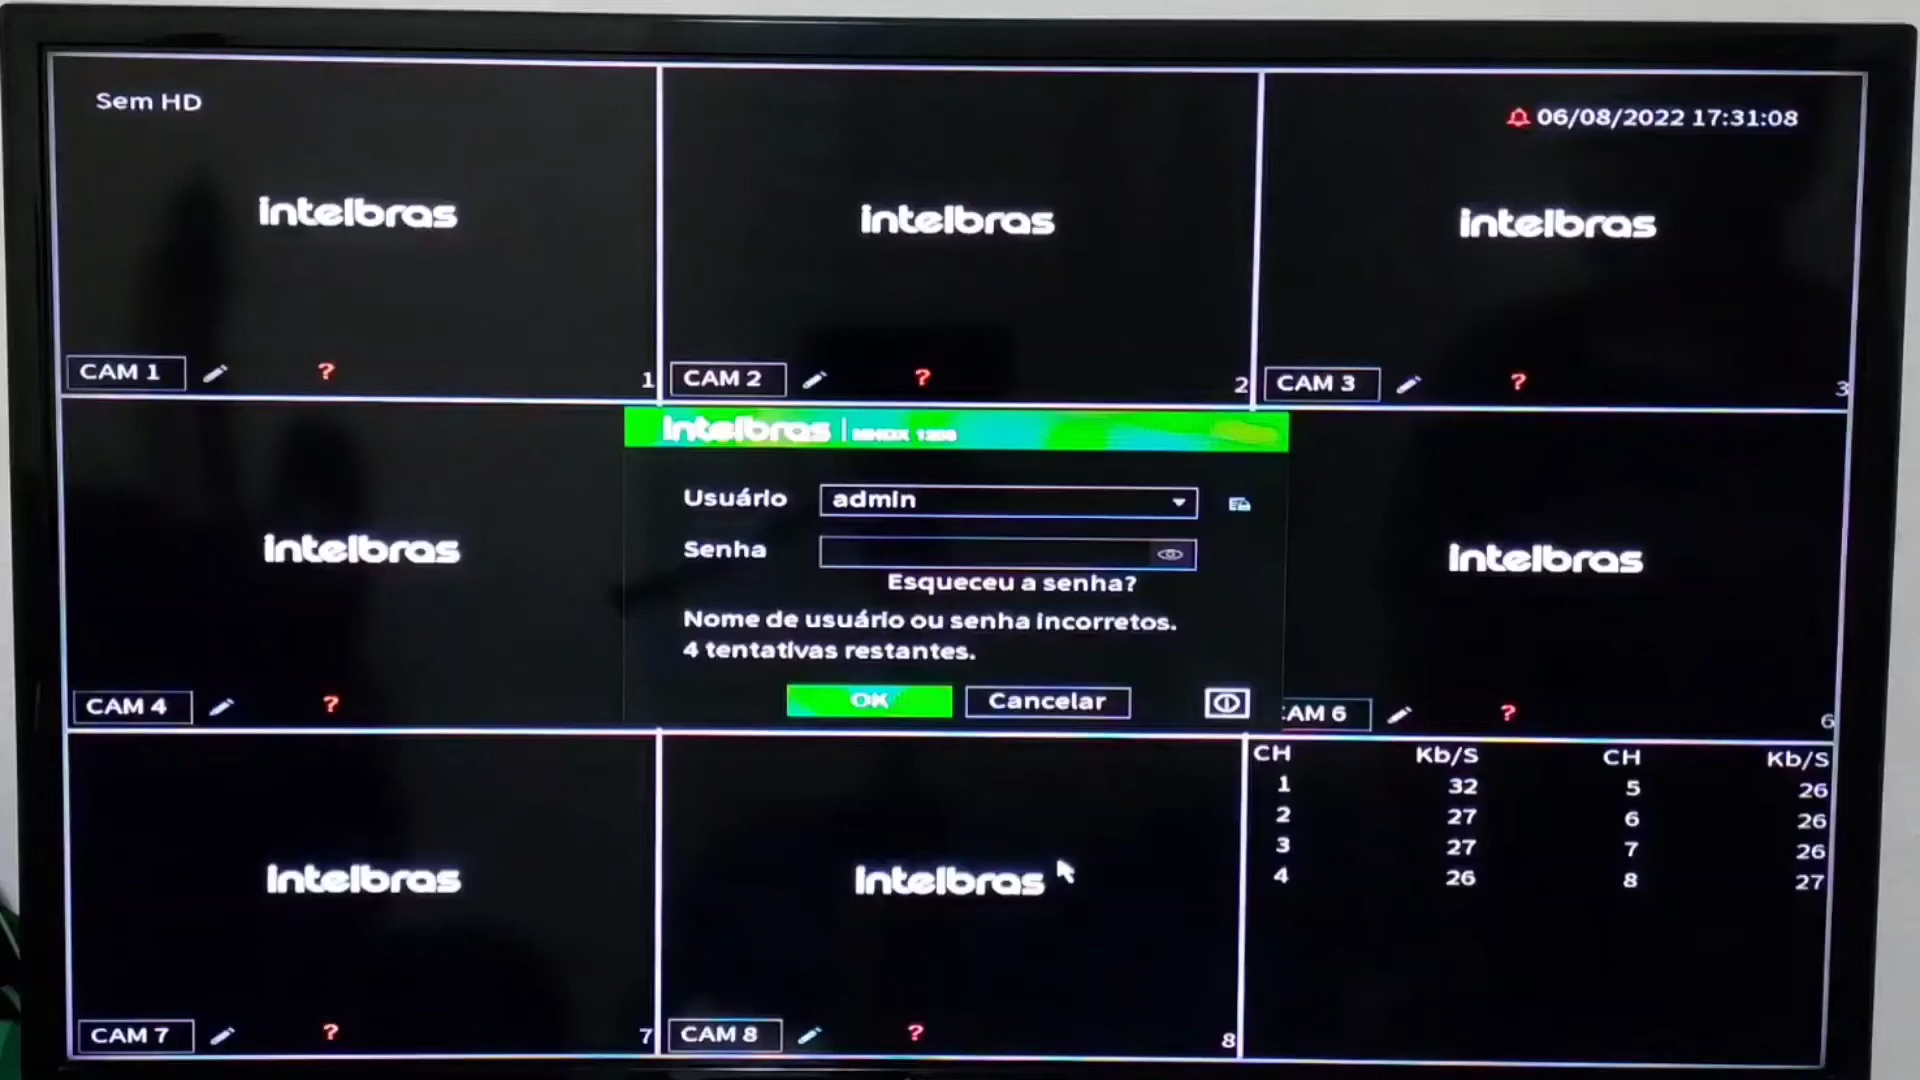 Sem HD
06/08/2022 17:31:08
intelbras
intelbras
intelbras
CAM 1
?
1
CAM 2
?
2
CAM 3
?
3
intelbras
Usuário
admin
Senha
Esqueceu a senha?
Nome de usuário ou senha incorretos.
4 tentativas restantes.
OK
Cancelar
intelbras
intelbras
CAM 4
?
AM 6
?
6
CH Kb/S CH Kb/S
1 32 5 26
2 27 6 26
3 27 7 26
4 26 8 27
intelbras
intelbras
CAM 7
?
7
CAM 8
?
8